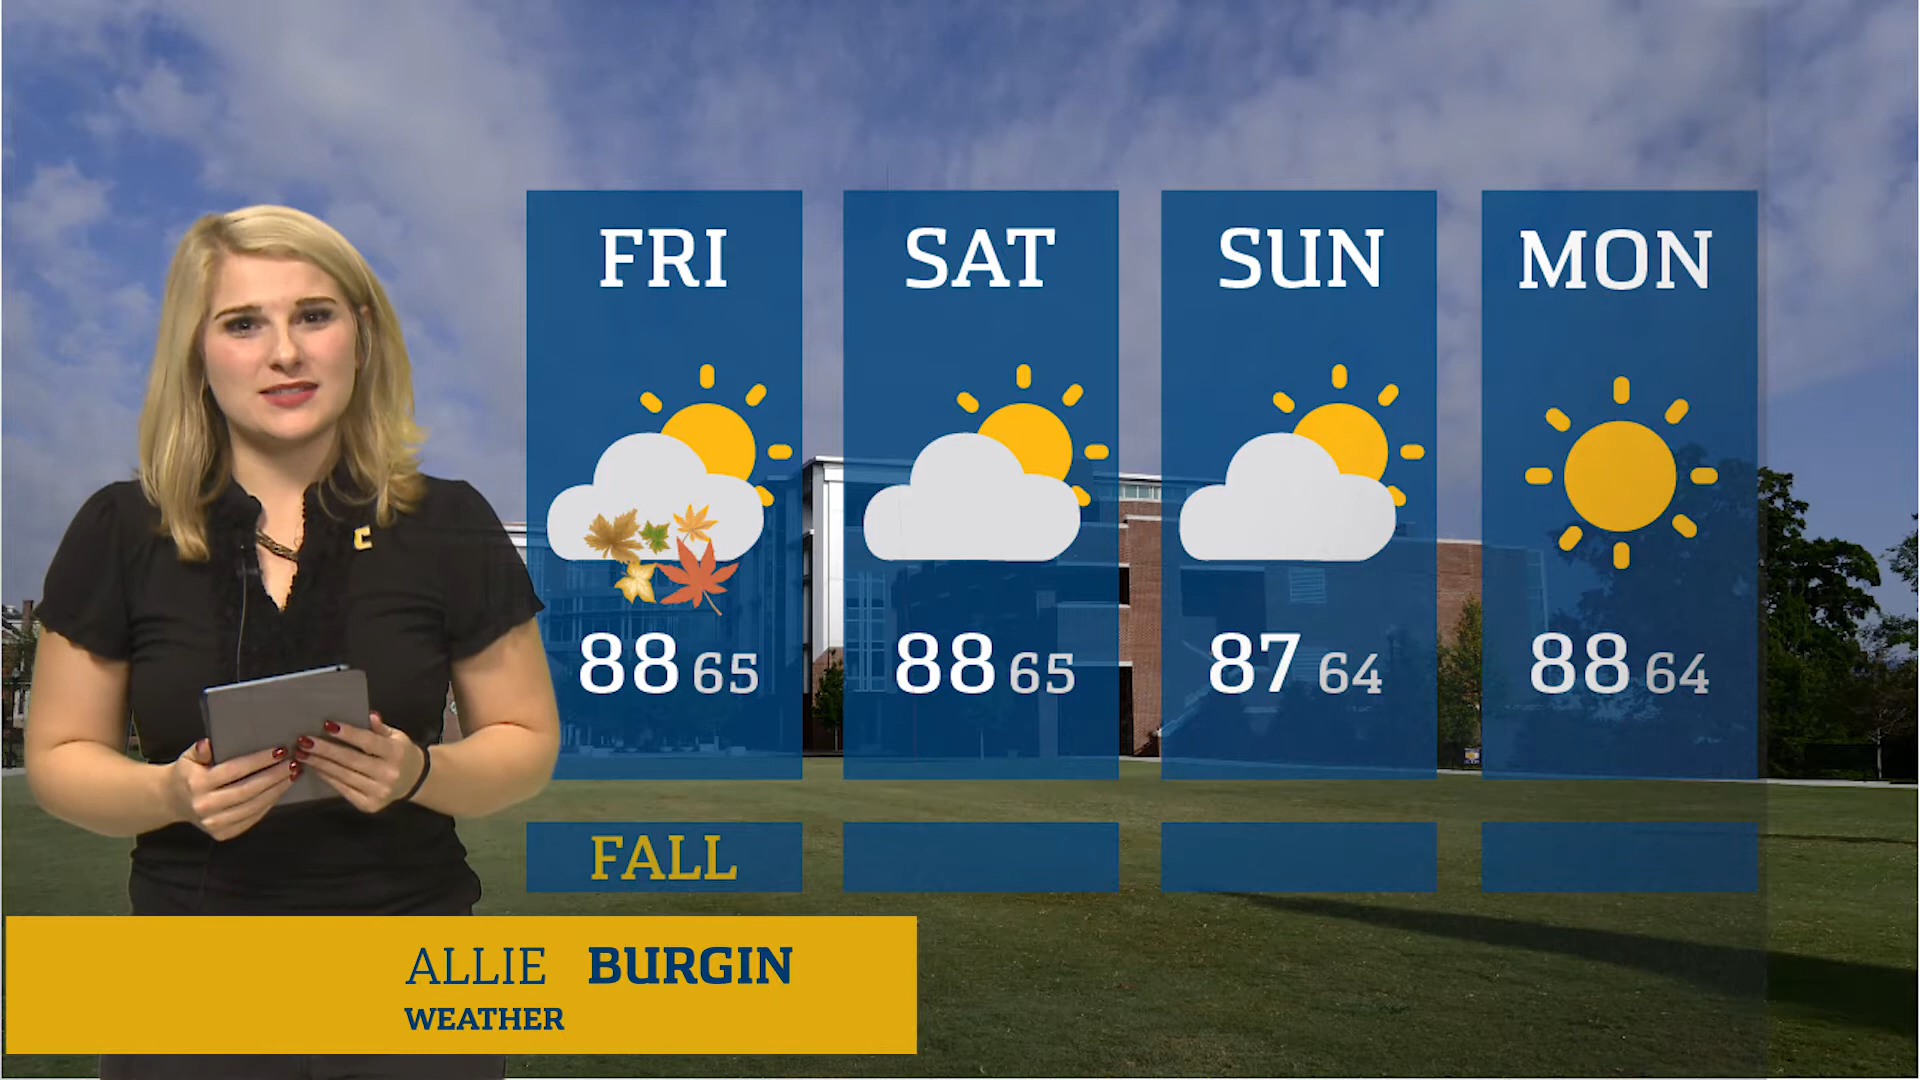 FRI SAT SUN MON
88 65 88 65 87 64 88 64
FALL
ALLIE BURGIN
WEATHER
C